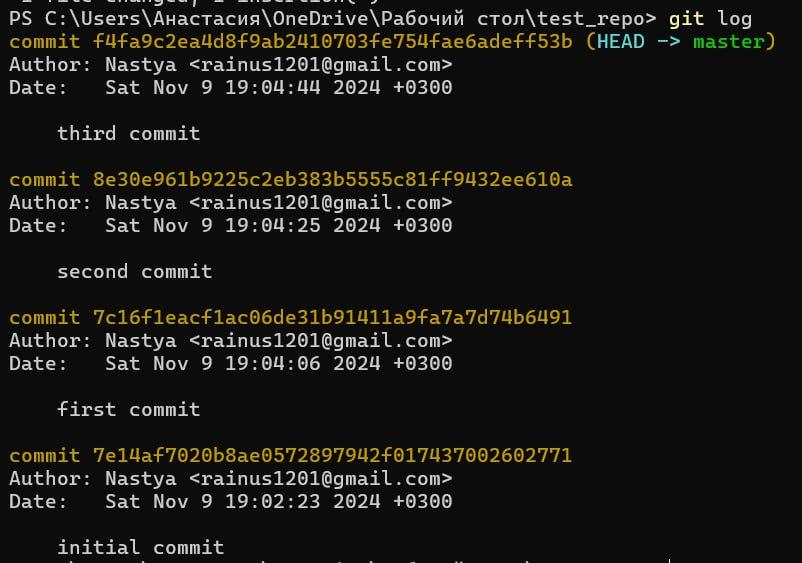 PS C:\Users\Анастасия\OneDrive\Рабочий стол\test_repo> git log
commit f4fa9c2ea4d8f9ab2410703fe754fae6adeff53b (HEAD -> master)
Author: Nastya <rainus1201@gmail.com>
Date:   Sat Nov 9 19:04:44 2024 +0300
third commit
commit 8e30e961b9225c2eb383b5555c81ff9432ee610a
Author: Nastya <rainus1201@gmail.com>
Date:   Sat Nov 9 19:04:25 2024 +0300
second commit
commit 7c16f1eacf1ac06de31b91411a9fa7a7d74b6491
Author: Nastya <rainus1201@gmail.com>
Date:   Sat Nov 9 19:04:06 2024 +0300
first commit
commit 7e14af7020b8ae0572897942f017437002602771
Author: Nastya <rainus1201@gmail.com>
Date:   Sat Nov 9 19:02:23 2024 +0300
initial commit